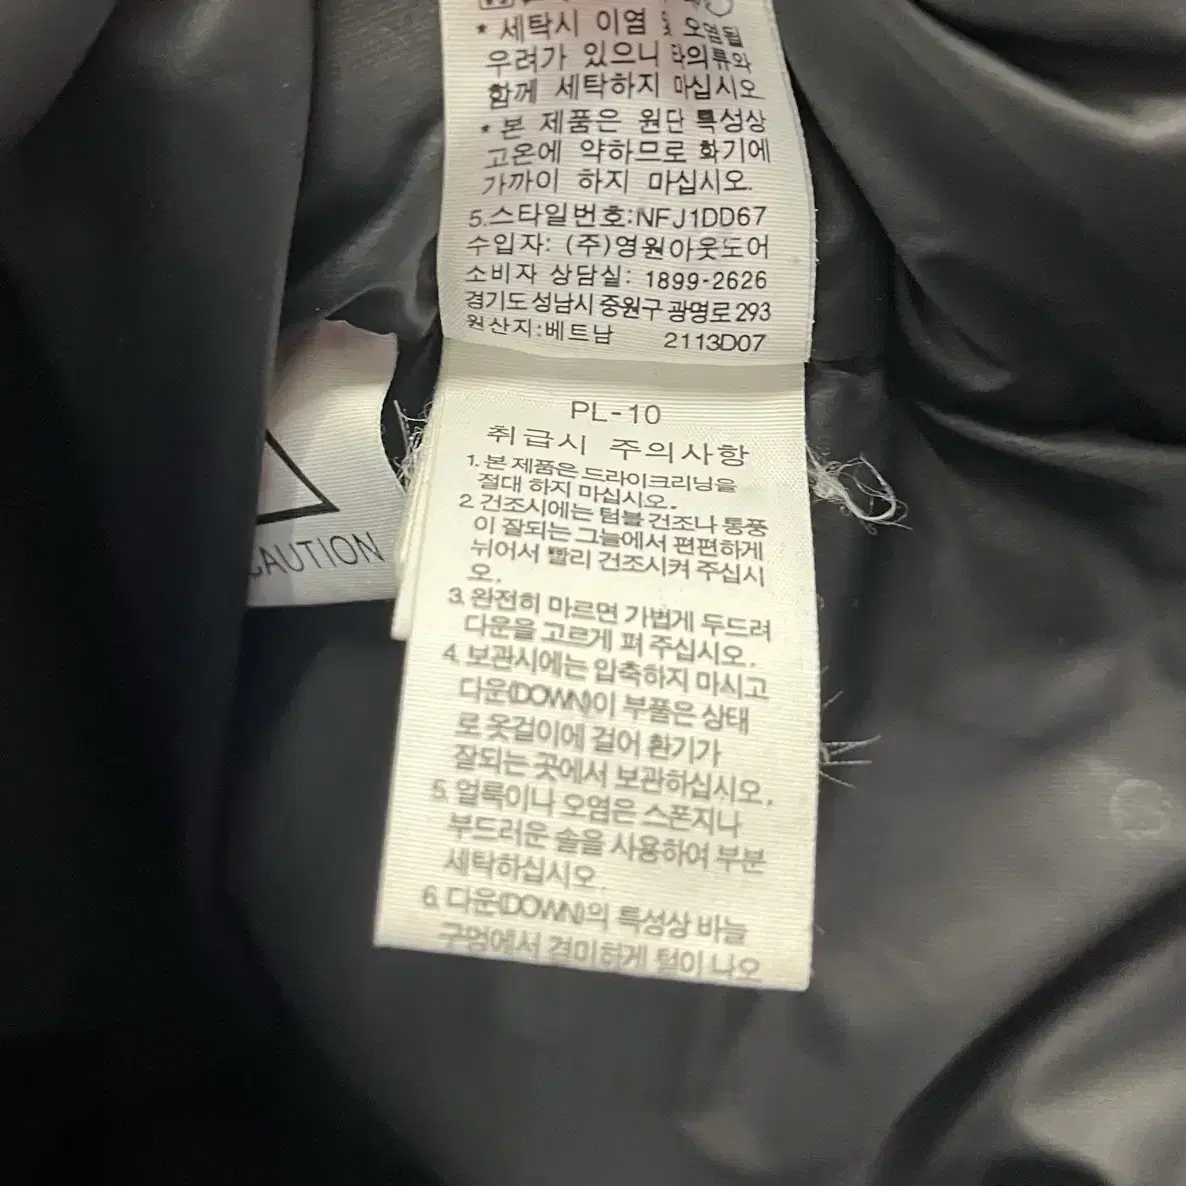 * 세탁시 이염 및 오염될
우려가 있으니 타의류와
함께 세탁하지 마십시오
* 본 제품은 원단 특성상
고온에 약하므로 화기에
가까이 하지 마십시오.
5.스타일번호:NFJ1DD67
수입자: (주)영원아웃도어
소비자 상담실: 1899-2626
경기도 성남시 중원구 광명로 293
원산지:베트남 2113D07
PL-10
취급시 주의사항
1. 본 제품은 드라이크리닝을
절대 하지 마십시오.
2. 건조시에는 텀블 건조나 통풍
이 잘되는 그늘에서 편편하게
뉘어서 빨리 건조시켜 주십시
오.
3. 완전히 마르면 가볍게 두드려
다운을 고르게 펴 주십시오.
4. 보관시에는 압축하지 마시고
다운(DOWN)이 부풀은 상태
로 옷걸이에 걸어 환기가
잘되는 곳에서 보관하십시오.
5. 얼룩이나 오염은 스폰지나
부드러운 솔을 사용하여 부분
세탁하십시오.
6. 다운(DOWN)의 특성상 바늘
구멍에서 경미하게 털이 나오
CAUTION